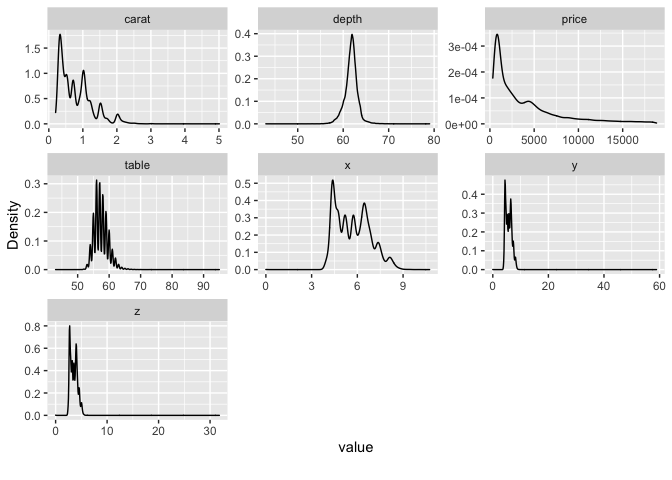 carat depth price
1.5 0.4 3e-04
1.0 0.3 2e-04
0.5 0.2 1e-04
0.0 0.1 0e+00
0.0
0 1 2 3 4 5 50 60 70 80 0 5000 10000 15000
table x y
0.3 0.5 0.4
0.2 0.4 0.3
0.1 0.3 0.2
0.0 0.2 0.1
0.1 0.0
0.0
50 60 70 80 90 0 3 6 9 0 20 40 60
Density
z
0.8
0.6
0.4
0.2
0.0
0 10 20 30
value